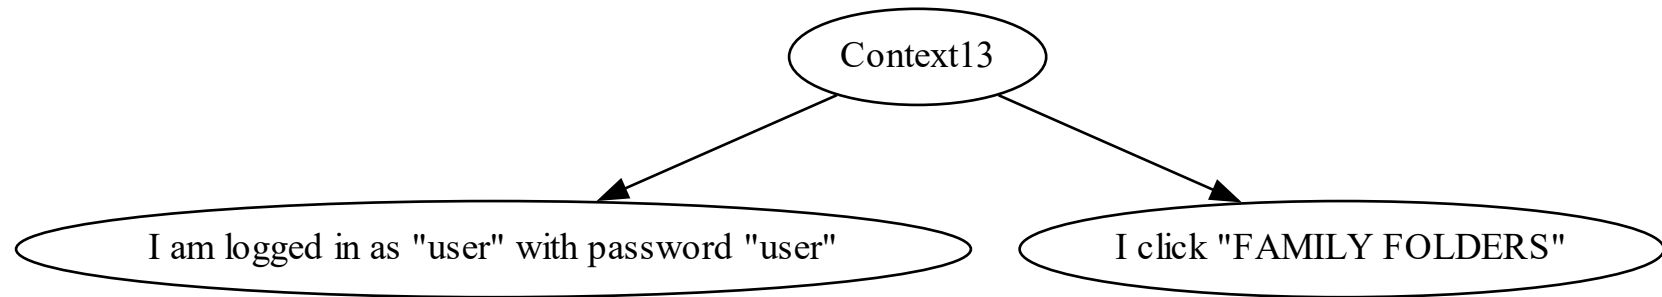 Context13
I am logged in as "user" with password "user"
I click "FAMILY FOLDERS"